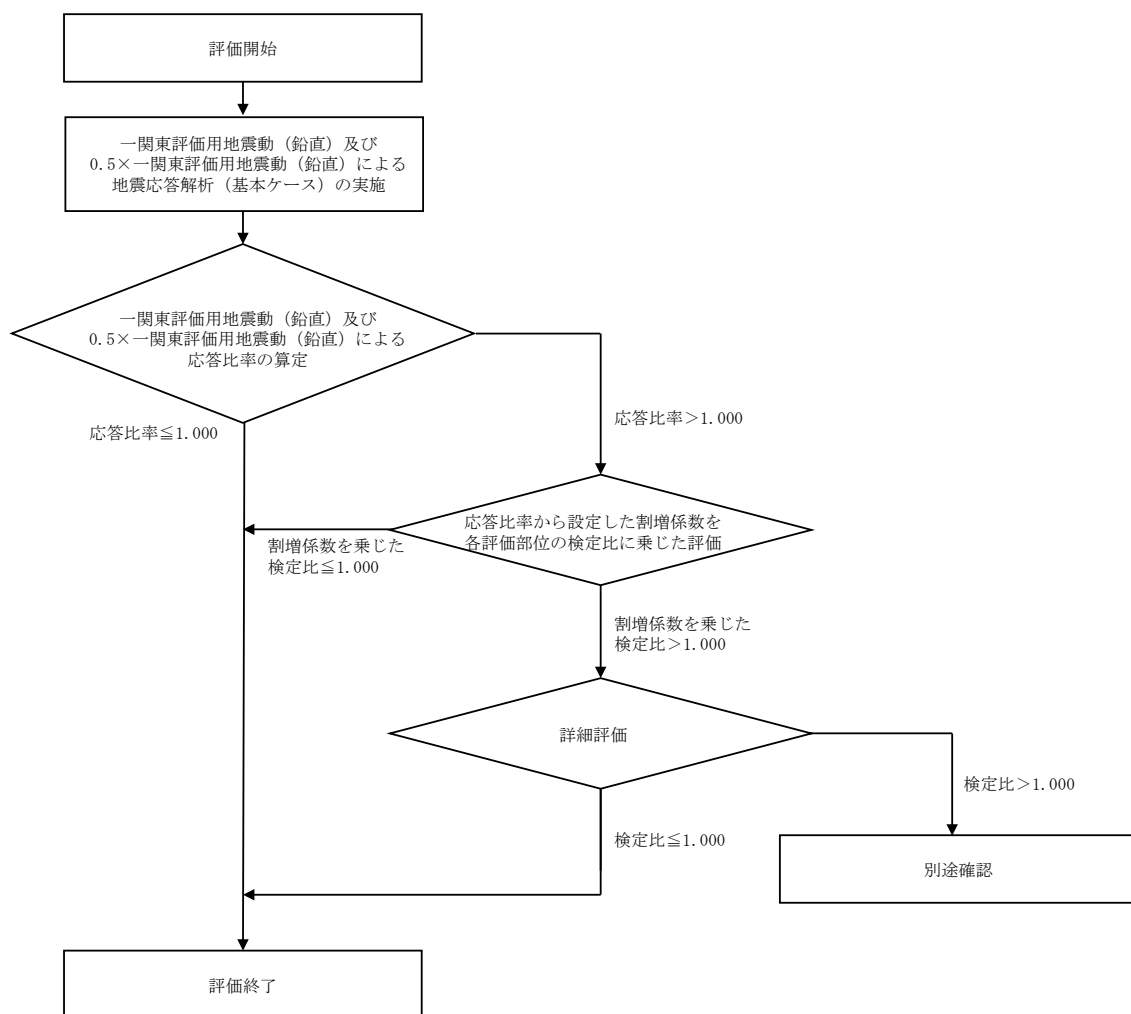 評価開始
一関東評価用地震動（鉛直）及び
0.5×一関東評価用地震動（鉛直）による
地震応答解析（基本ケース）の実施
一関東評価用地震動（鉛直）及び
0.5×一関東評価用地震動（鉛直）による
応答比率の算定
応答比率≦1.000
応答比率＞1.000
応答比率から設定した割増係数を
各評価部位の検定比に乗じた評価
割増係数を乗じた
検定比≦1.000
割増係数を乗じた
検定比＞1.000
詳細評価
検定比＞1.000
検定比≦1.000
別途確認
評価終了